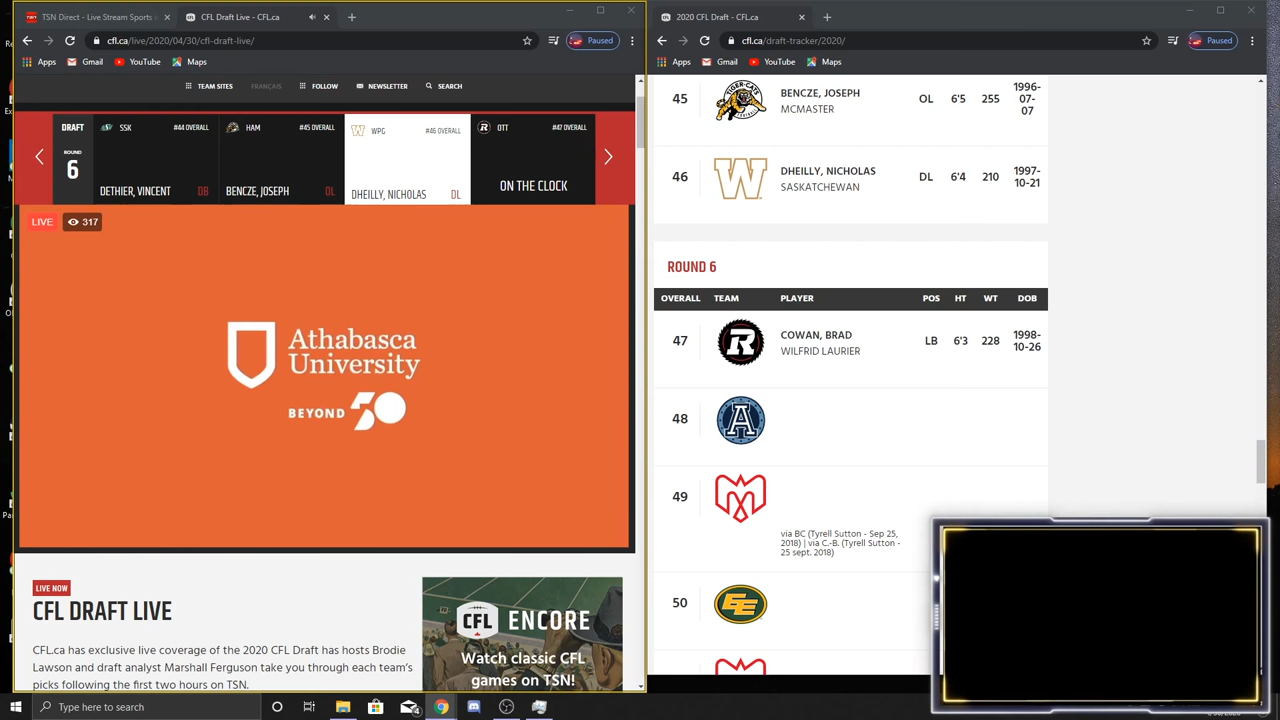 TSN Direct - Live Stream Sports
CFL Draft Live - CFL.ca
cfl.ca/live/2020/04/30/cfl-draft-live/
Paused
Apps
Gmail
YouTube
Maps
TEAM SITES
FRANÇAIS
FOLLOW
NEWSLETTER
SEARCH
DRAFT
ROUND
6
SSK
#44 OVERALL
DETHIER, VINCENT
DB
HAM
#45 OVERALL
BENCZE, JOSEPH
OL
WPG
#46 OVERALL
DHEILLY, NICHOLAS
DL
OTT
#47 OVERALL
ON THE CLOCK
LIVE
317
Athabasca
University
BEYOND 50
LIVE NOW
CFL DRAFT LIVE
CFL.ca has exclusive live coverage of the 2020 CFL Draft has hosts Brodie
Lawson and draft analyst Marshall Ferguson take you through each team's
picks following the first two hours on TSN.
CFL ENCORE
Watch classic CFL
games on TSN!
2020 CFL Draft - CFL.ca
cfl.ca/draft-tracker/2020/
Paused
Apps
Gmail
YouTube
Maps
45
TIGER-CATS
BENCZE, JOSEPH
MCMASTER
OL
6'5
255
1996-
07-
07
46
W
DHEILLY, NICHOLAS
SASKATCHEWAN
DL
6'4
210
1997-
10-21
ROUND 6
OVERALL TEAM PLAYER POS HT WT DOB
47
R
COWAN, BRAD
WILFRID LAURIER
LB
6'3
228
1998-
10-26
48
A
49
via BC (Tyrell Sutton - Sep 25,
2018) | via C.-B. (Tyrell Sutton -
25 sept. 2018)
50
EE
Type here to search
4